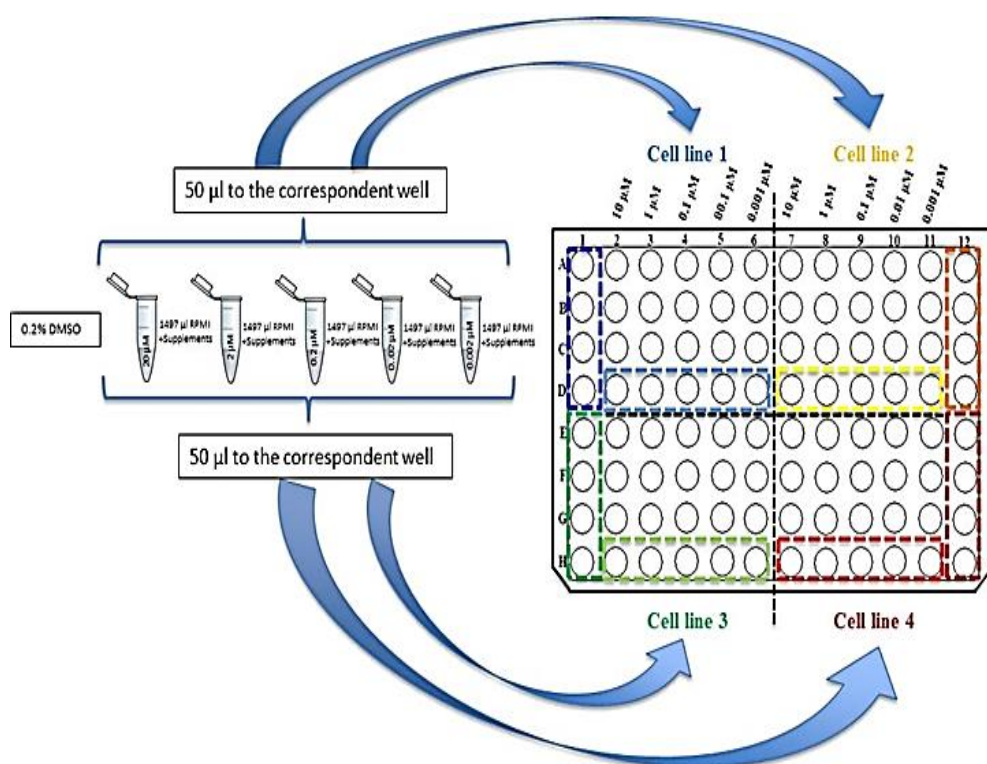 Cell line 1
Cell line 2
50 µl to the correspondent well
10 µM
1 µM
0.1 µM
00.1 µM
0.001 µM
10 µM
1 µM
0.1 µM
0.01 µM
0.001 µM
1 2 3 4 5 6 7 8 9 10 11 12
A
B
C
D
E
F
G
H
0.2% DMSO
20 µM
1497 µl RPMI
+Supplements
2 µM
1497 µl RPMI
+Supplements
0.2 µM
1497 µl RPMI
+Supplements
0.02 µM
1497 µl RPMI
+Supplements
0.002 µM
1497 µl RPMI
+Supplements
50 µl to the correspondent well
Cell line 3
Cell line 4